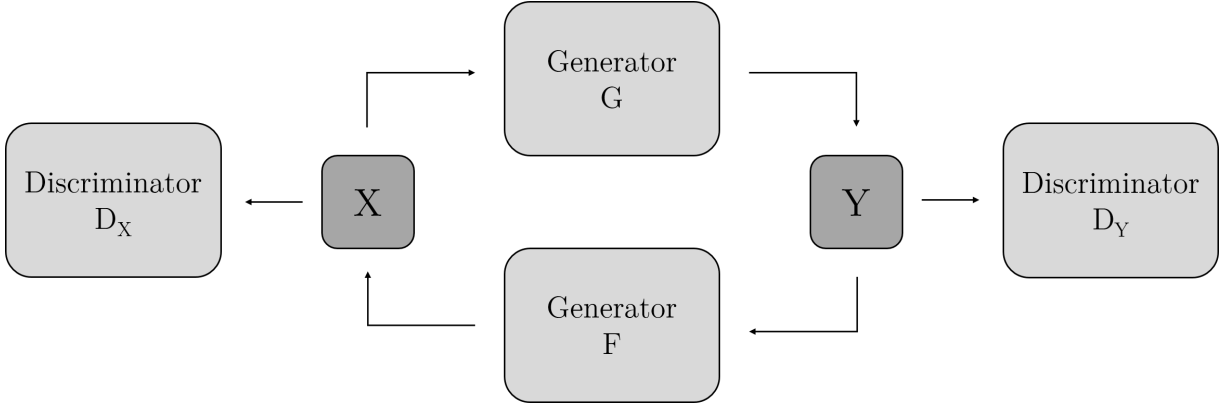 Generator
G
Discriminator
D_X
X
Y
Discriminator
D_Y
Generator
F